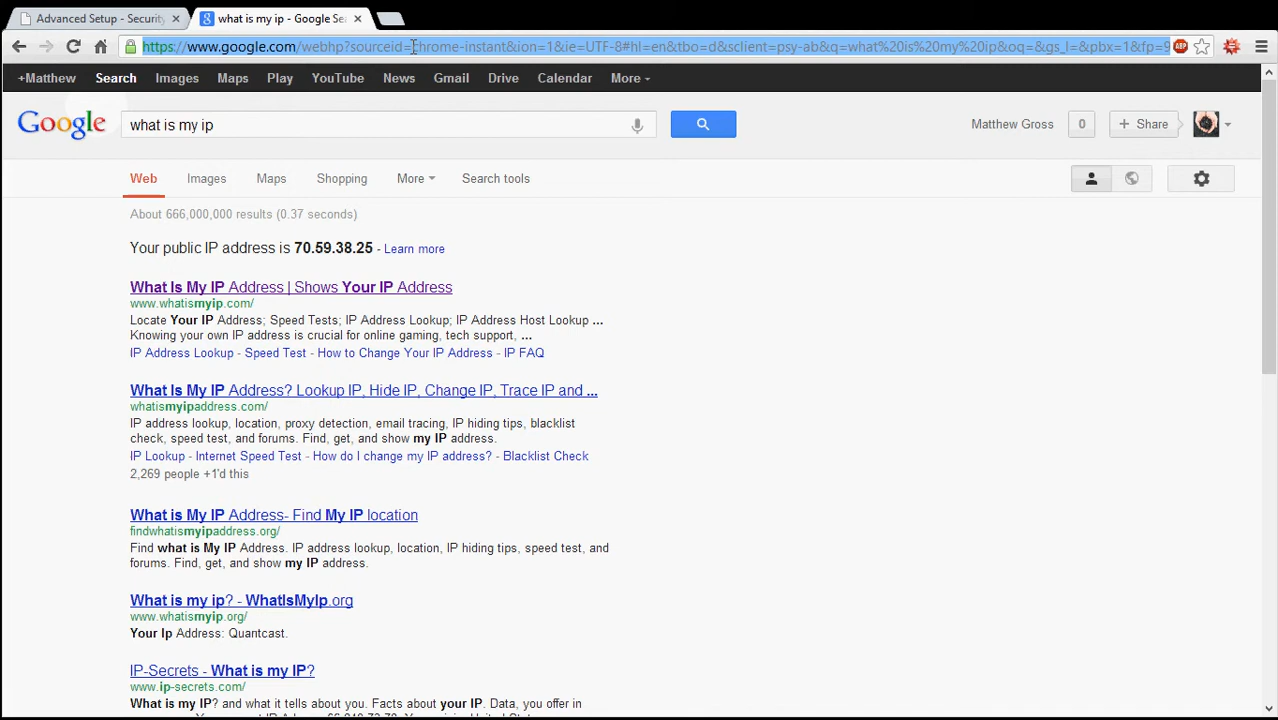 Advanced Setup - Security
what is my ip - Google Sea
https://www.google.com/webhp?sourceid=chrome-instant&ion=1&ie=UTF-8#hl=en&tbo=d&sclient=psy-ab&q=what%20is%20my%20ip&oq=&gs_l=&pbx=1&fp=9
ABP
+Matthew Search Images Maps Play YouTube News Gmail Drive Calendar More
Google what is my ip Matthew Gross 0 + Share
Web Images Maps Shopping More Search tools
About 666,000,000 results (0.37 seconds)
Your public IP address is 70.59.38.25 - Learn more
What Is My IP Address | Shows Your IP Address
www.whatismyip.com/
Locate Your IP Address; Speed Tests; IP Address Lookup; IP Address Host Lookup ...
Knowing your own IP address is crucial for online gaming, tech support, ...
IP Address Lookup - Speed Test - How to Change Your IP Address - IP FAQ
What Is My IP Address? Lookup IP, Hide IP, Change IP, Trace IP and ...
whatismyipaddress.com/
IP address lookup, location, proxy detection, email tracing, IP hiding tips, blacklist
check, speed test, and forums. Find, get, and show my IP address.
IP Lookup - Internet Speed Test - How do I change my IP address? - Blacklist Check
2,269 people +1'd this
What is My IP Address- Find My IP location
findwhatismyipaddress.org/
Find what is My IP Address. IP address lookup, location, IP hiding tips, speed test, and
forums. Find, get, and show my IP address.
What is my ip? - WhatIsMyIp.org
www.whatismyip.org/
Your Ip Address: Quantcast.
IP-Secrets - What is my IP?
www.ip-secrets.com/
What is my IP? and what it tells about you. Facts about your IP. Data, you offer in